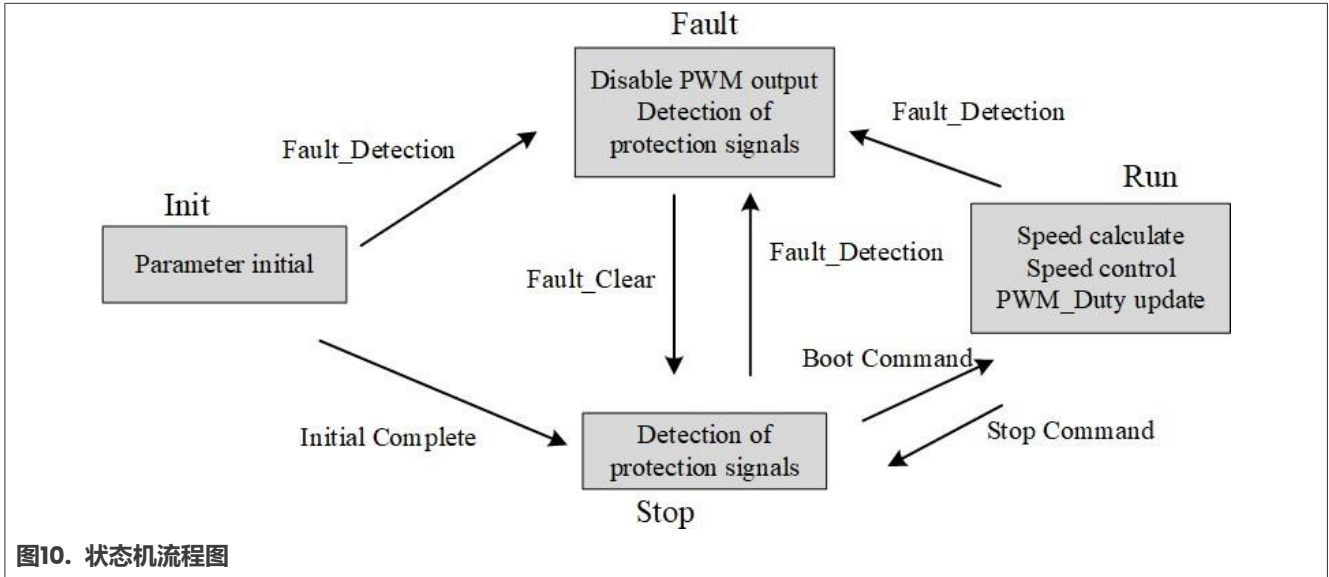 Fault
Disable PWM output
Detection of
protection signals
Fault_Detection
Fault_Detection
Run
Init
Parameter initial
Speed calculate
Speed control
PWM_Duty update
Fault_Clear
Fault_Detection
Boot Command
Initial Complete
Detection of
protection signals
Stop Command
Stop
图10. 状态机流程图